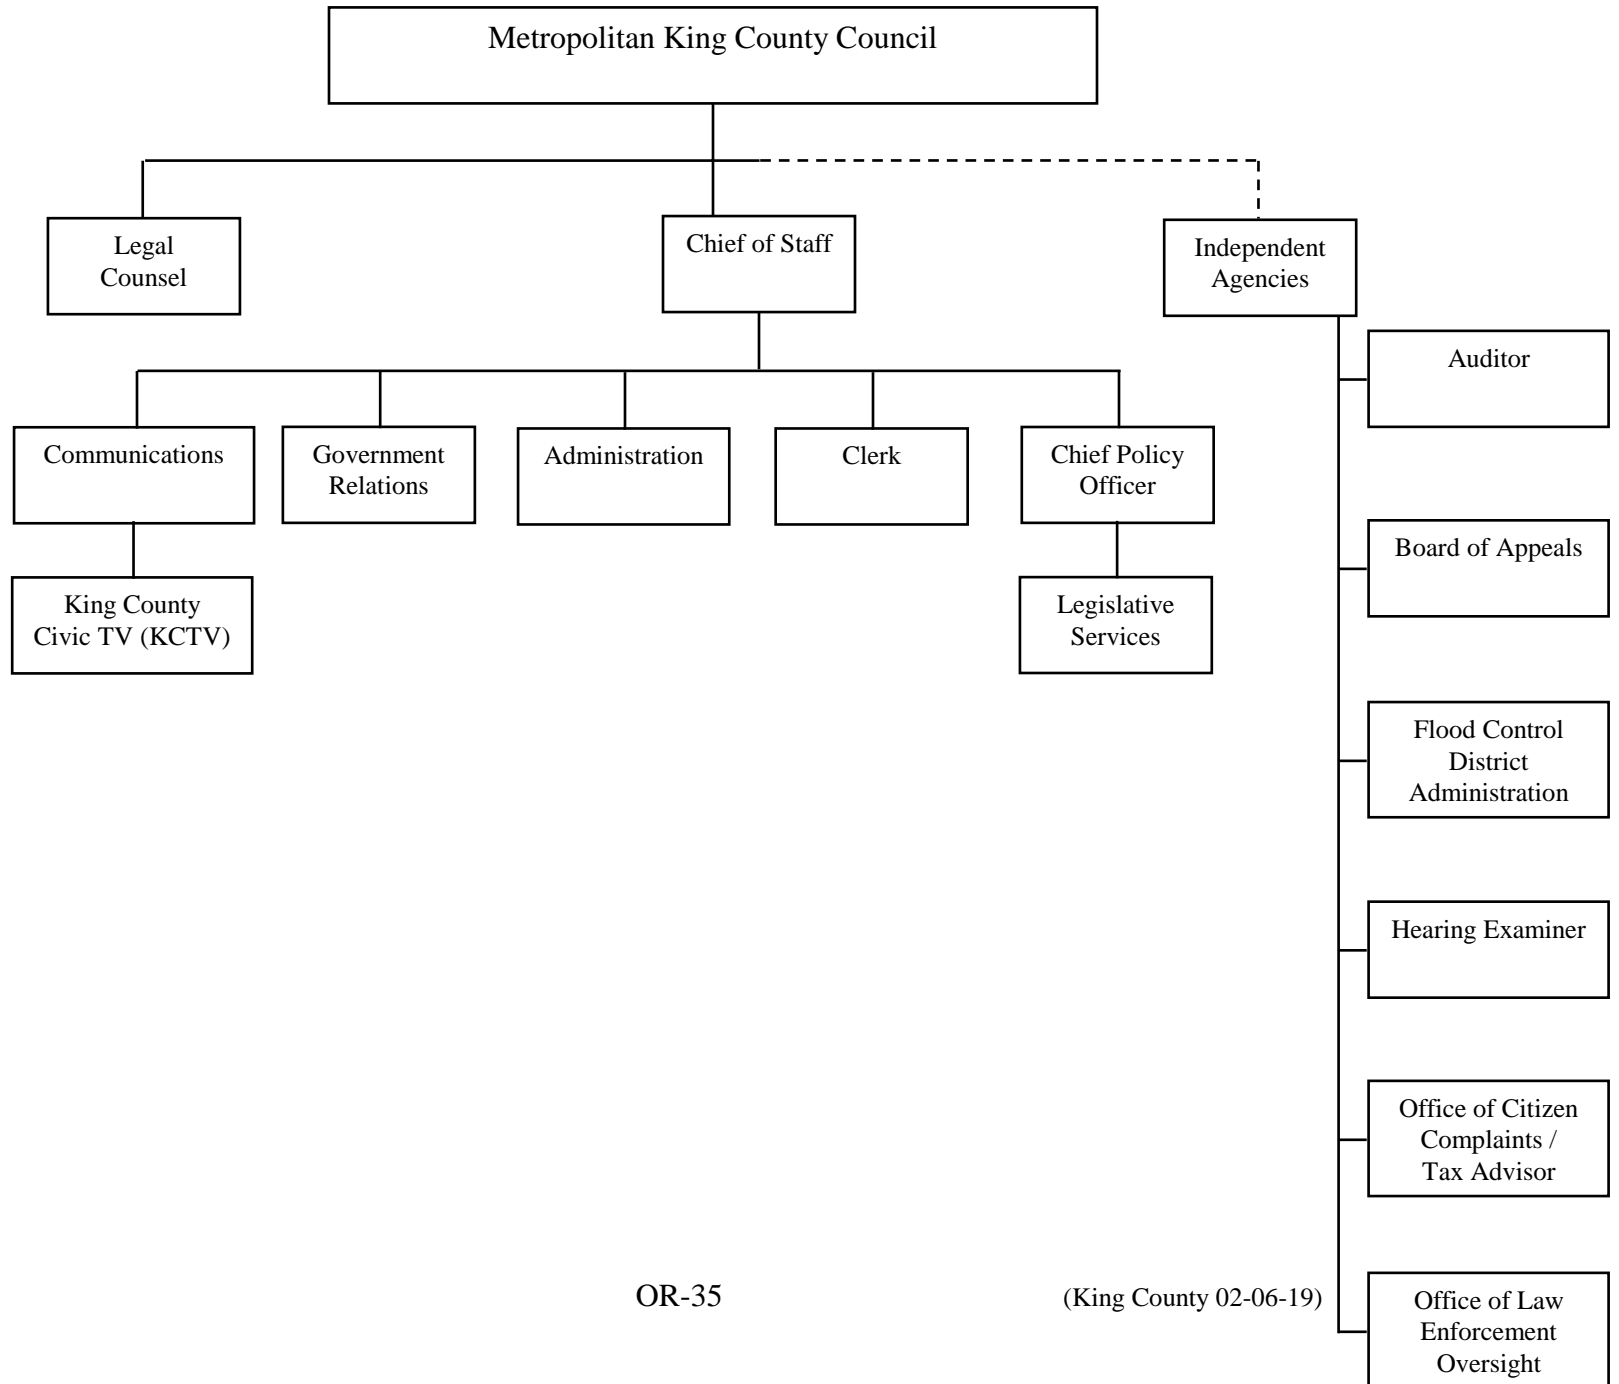 Metropolitan King County Council
Legal
Counsel
Chief of Staff
Independent
Agencies
Communications
Government
Relations
Administration
Clerk
Chief Policy
Officer
King County
Civic TV (KCTV)
Legislative
Services
Auditor
Board of Appeals
Flood Control
District
Administration
Hearing Examiner
Office of Citizen
Complaints /
Tax Advisor
Office of Law
Enforcement
Oversight
OR-35
(King County 02-06-19)